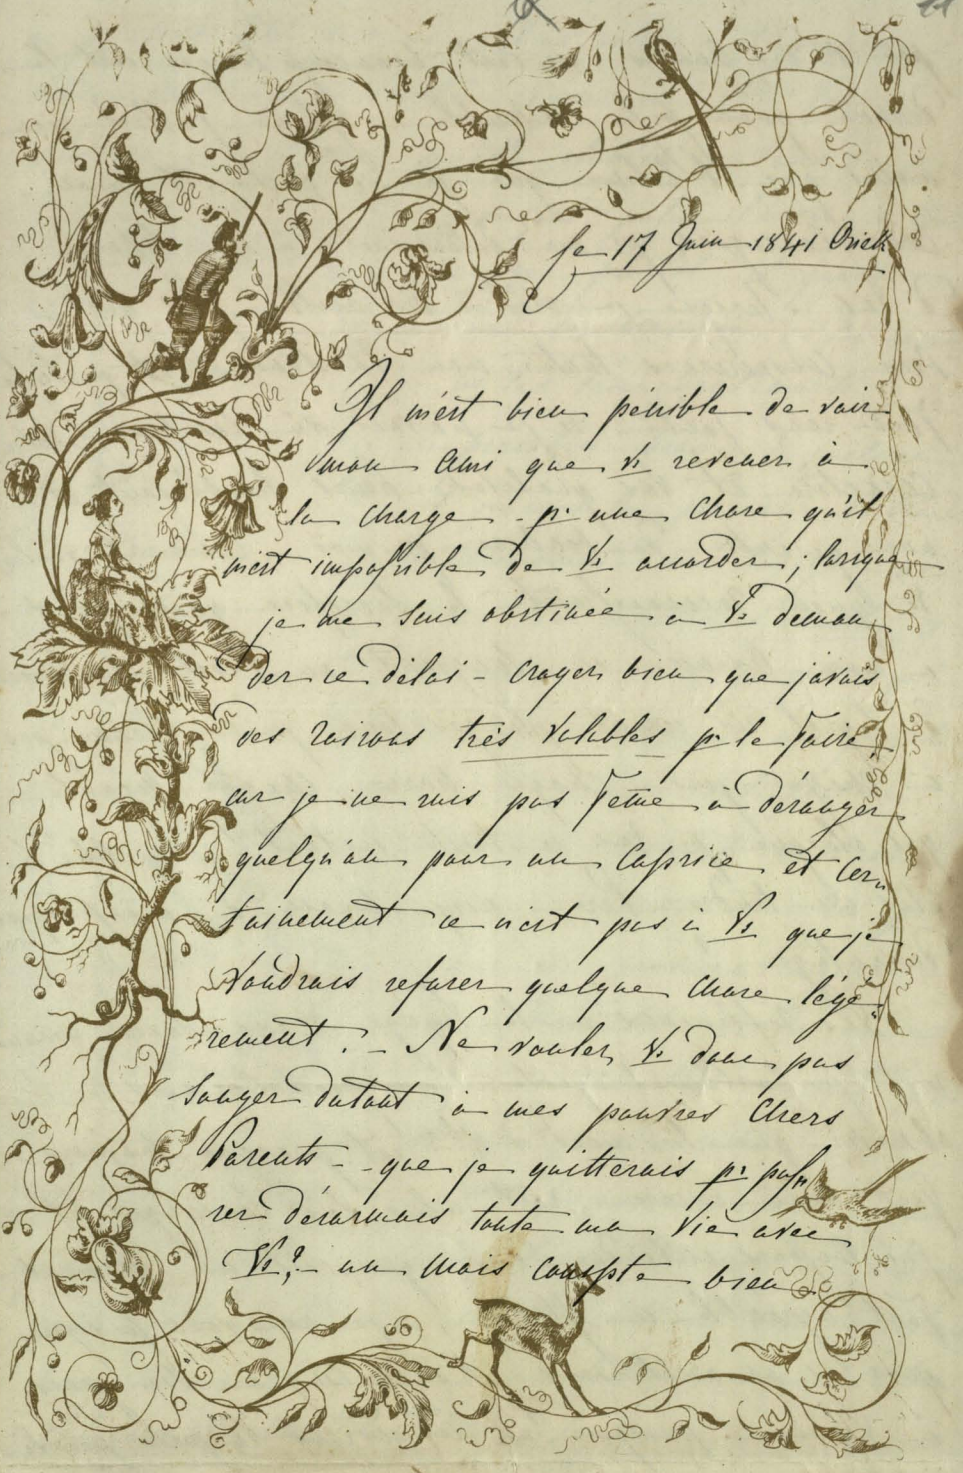 le 17 Juin 1841
Il m'est bien pénible de voir
mon ami que Vs revenez à
la charge - pr une chose qu'il
m'est impossible de Vs accorder ; lorsque
je me suis obstinée à Vs deman
der ce délai - croyez bien que j'avais
des raisons très valables pr le faire,
car je ne suis pas femme à déranger
quelqu'un pour un caprice et cer-
tainement ce n'est pas à Vs que je
voudrais refuser quelque chose légè-
rement. - Ne voulez Vs donc pas
songer du tout à mes pauvres chers
Parents - que je quitterais pr pas-
ser désormais toute ma vie avec
Vs ? - un mois compte bien